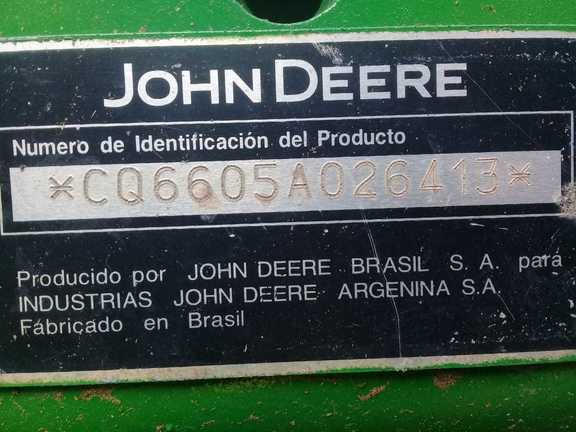 JOHN DEERE
Numero de Identificación del Producto
*CQ6605A026413*
Producido por JOHN DEERE BRASIL S. A. para
INDUSTRIAS JOHN DEERE ARGENINA S.A.
Fábricado en Brasil